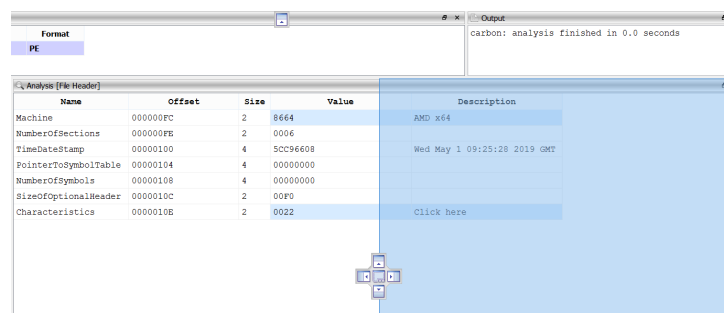 Format
PE
Output
carbon: analysis finished in 0.0 seconds
Analysis [File Header]
Name Offset Size Value Description
Machine 000000FC 2 8664 AMD x64
NumberOfSections 000000FE 2 0006
TimeDateStamp 00000100 4 5CC96608 Wed May 1 09:25:28 2019 GMT
PointerToSymbolTable 00000104 4 00000000
NumberOfSymbols 00000108 4 00000000
SizeOfOptionalHeader 0000010C 2 00F0
Characteristics 0000010E 2 0022 Click here